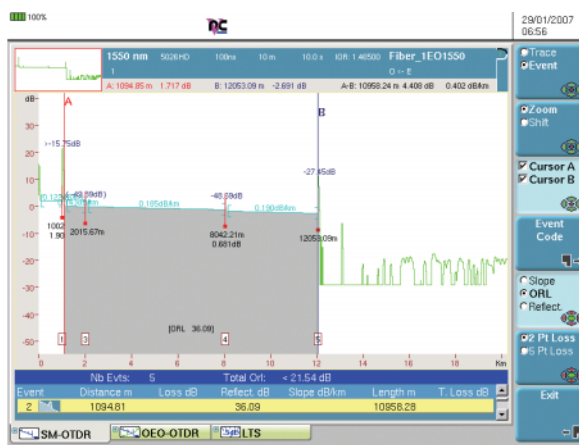 100%
29/01/2007
06:56
1550 nm 5026 HD 100ns 10 m 10.0 s IOR: 1.46500 Fiber_1EO1550
1 O <- E
A: 1094.85 m 1.717 dB B: 12053.09 m -2.691 dB A-B: 10958.24 m 4.408 dB 0.402 dB/km
Trace
Event
Zoom
Shift
Cursor A
Cursor B
Event
Code
Slope
ORL
Reflect.
2 Pt Loss
5 Pt Loss
Exit
dB
A
B
30
20
10
0
-10
-20
-30
-40
-50
>-15.75dB
-27.45dB
-48.59dB
0.185dB/km
0.190dB/km
1002
1.90
2015.67m
8042.21m
0.681dB
12053.09m
[ORL 36.09]
1 3 4 5
0 2 4 6 8 10 12 14 16 18 Km
Nb Evts: 5 Total Orl: < 21.54 dB
Event Distance m Loss dB Reflect. dB Slope dB/km Length m T. Loss dB
2 1094.81 36.09 10958.28
SM-OTDR OEO-OTDR LTS